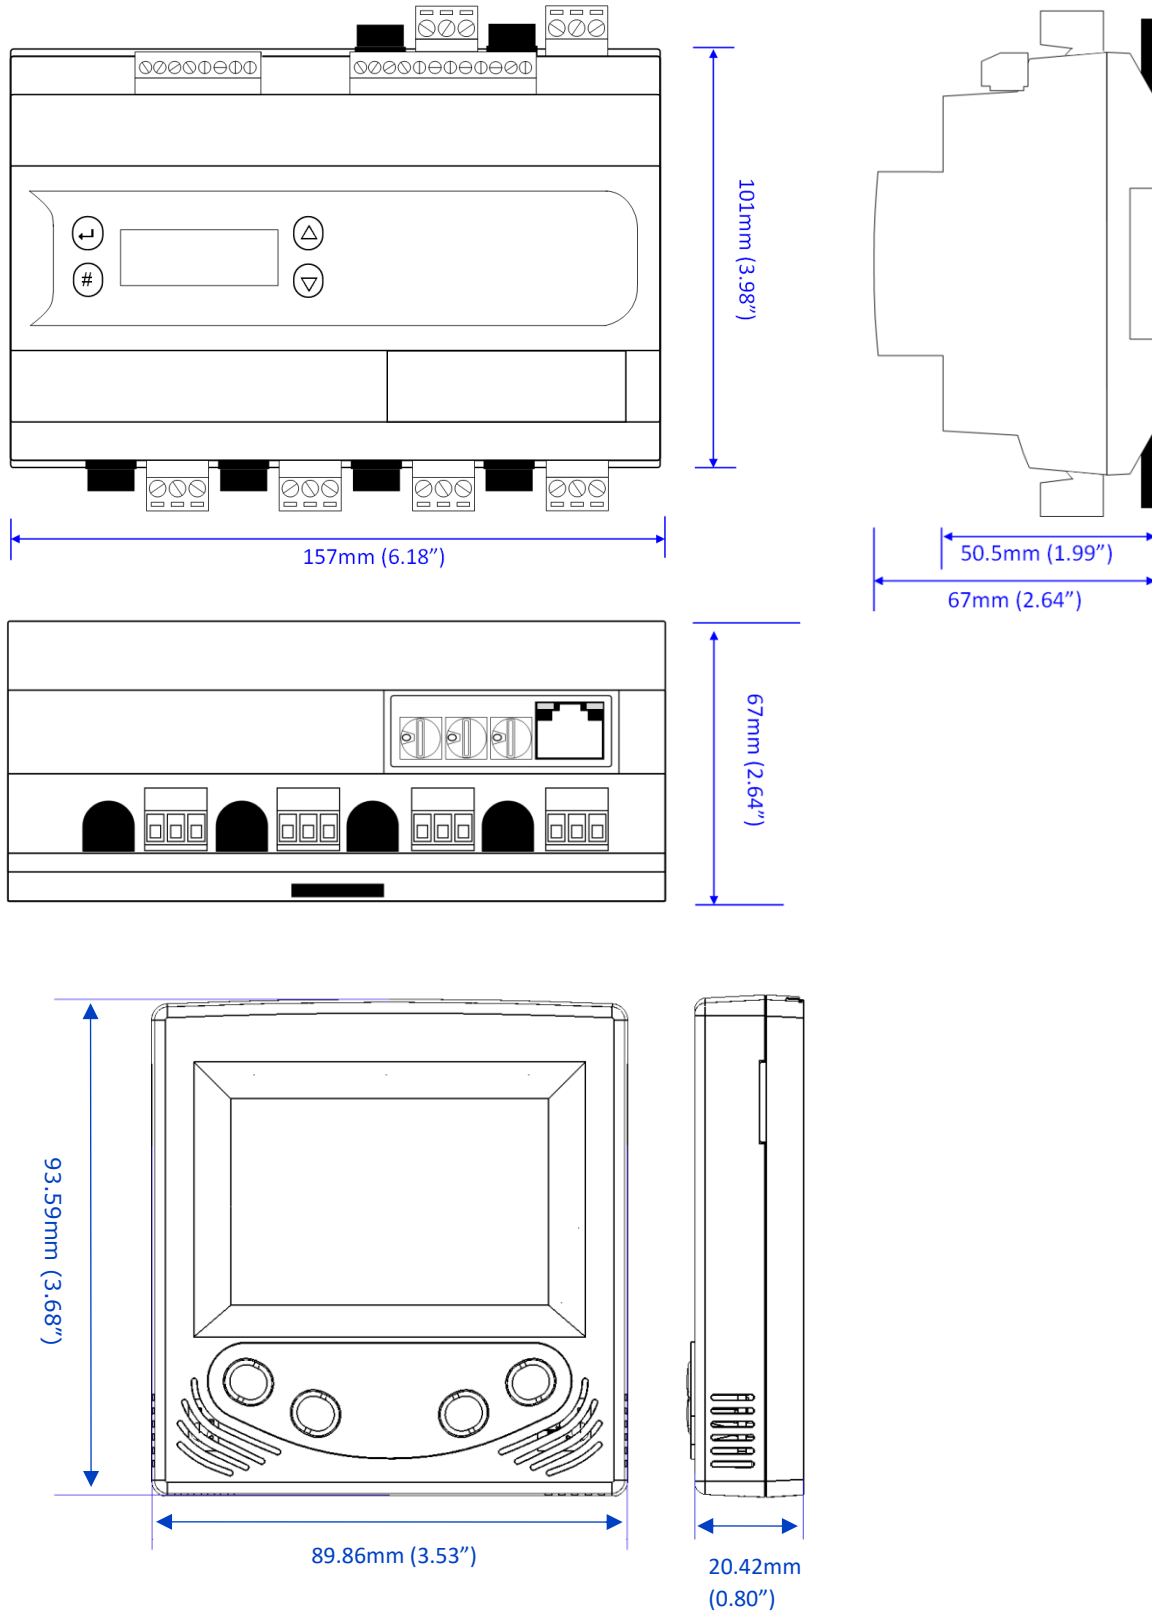 #
101mm (3.98”)
157mm (6.18”)
50.5mm (1.99”)
67mm (2.64”)
67mm (2.64”)
93.59mm (3.68”)
89.86mm (3.53”)
20.42mm
(0.80”)